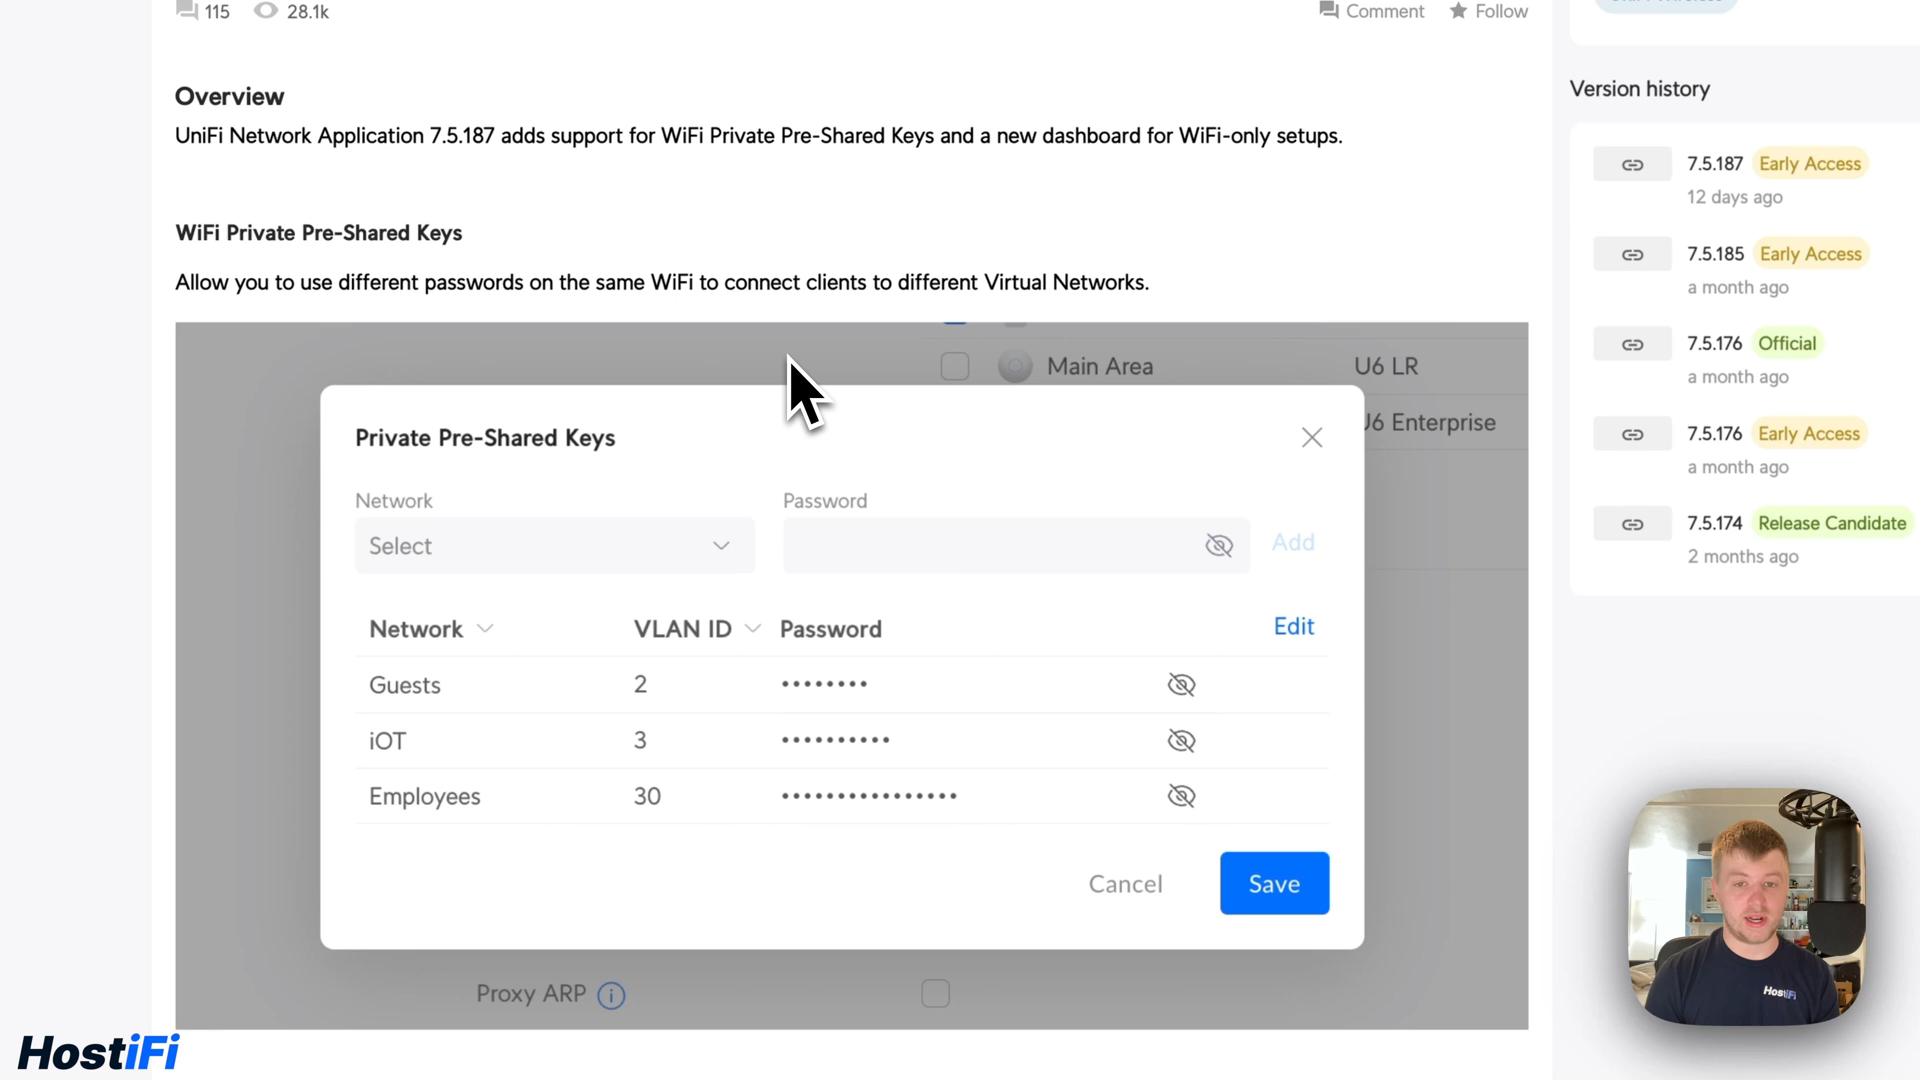 115 28.1k Comment Follow
Overview
UniFi Network Application 7.5.187 adds support for WiFi Private Pre-Shared Keys and a new dashboard for WiFi-only setups.
WiFi Private Pre-Shared Keys
Allow you to use different passwords on the same WiFi to connect clients to different Virtual Networks.
Main Area U6 LR
U6 Enterprise
Private Pre-Shared Keys
Network Password
Select Add
Network VLAN ID Password Edit
Guests 2 ••••••••
iOT 3 ••••••••••
Employees 30 ••••••••••••••••
Cancel Save
Proxy ARP
Version history
7.5.187 Early Access
12 days ago
7.5.185 Early Access
a month ago
7.5.176 Official
a month ago
7.5.176 Early Access
a month ago
7.5.174 Release Candidate
2 months ago
HostiFi
HostiFi